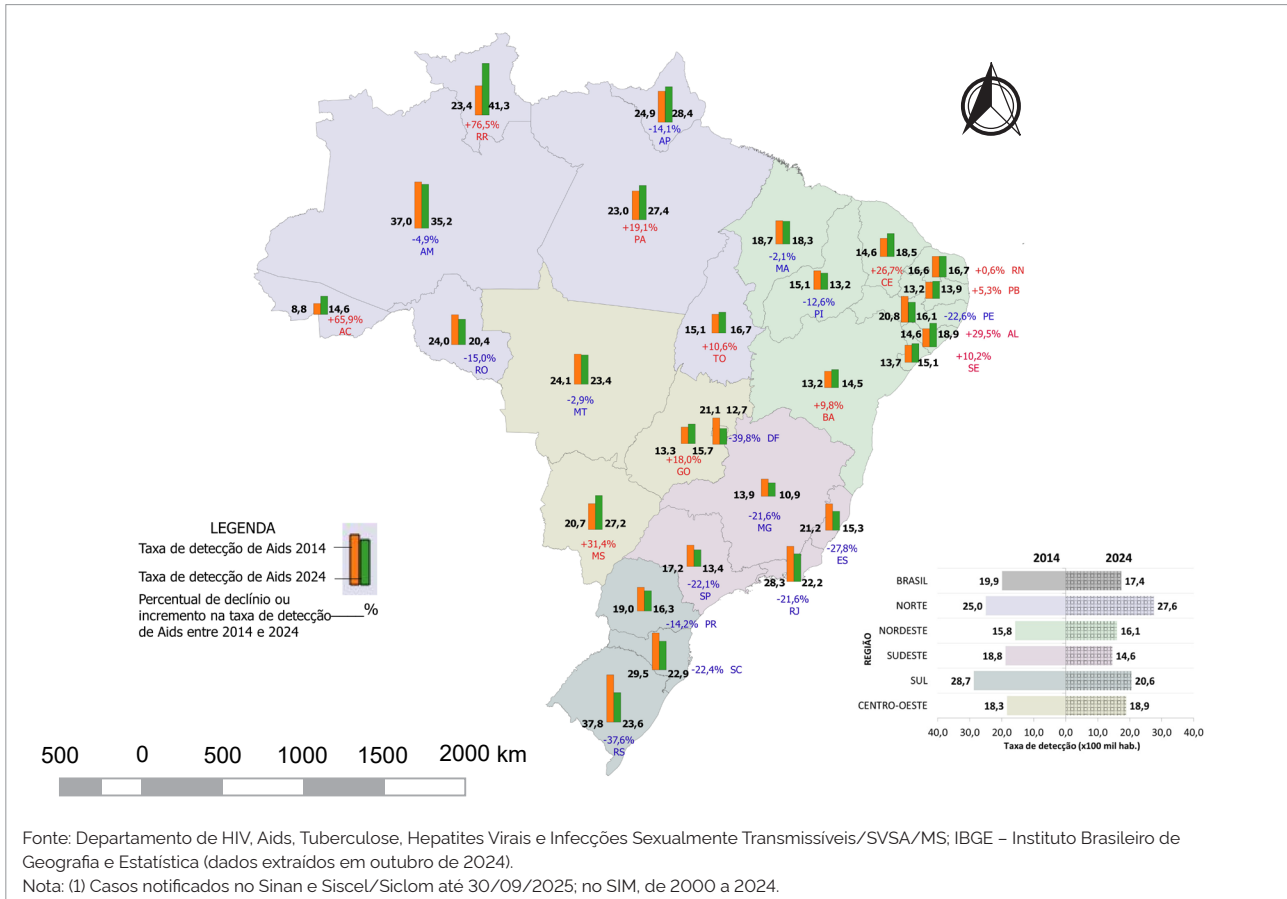 23,4 41,3
+76,5%
RR
24,9 28,4
-14,1%
AP
37,0 35,2
-4,9%
AM
23,0 27,4
+19,1%
PA
18,7 18,3
-2,1%
MA
14,6 18,5
+26,7%
CE
16,6 16,7 +0,6% RN
13,2 13,9 +5,3% PB
15,1 13,2
-12,6%
PI
20,8 16,1 -22,6% PE
14,6 18,9 +29,5% AL
13,7 15,1
+10,2%
SE
8,8 14,6
+65,9%
AC
24,0 20,4
-15,0%
RO
15,1 16,7
+10,6%
TO
24,1 23,4
-2,9%
MT
13,2 14,5
+9,8%
BA
21,1 12,7
-39,8% DF
13,3 15,7
+18,0%
GO
13,9 10,9
-21,6%
MG
21,2 15,3
-27,8%
ES
20,7 27,2
+31,4%
MS
17,2 13,4
-22,1%
SP
28,3 22,2
-21,6%
RJ
19,0 16,3
-14,2% PR
29,5 22,9
-22,4% SC
37,8 23,6
-37,6%
RS
LEGENDA
Taxa de detecção de Aids 2014
Taxa de detecção de Aids 2024
Percentual de declínio ou
incremento na taxa de detecção %
de Aids entre 2014 e 2024
500 0 500 1000 1500 2000 km
2014 2024
REGIÃO
BRASIL 19,9 17,4
NORTE 25,0 27,6
NORDESTE 15,8 16,1
SUDESTE 18,8 14,6
SUL 28,7 20,6
CENTRO-OESTE 18,3 18,9
40,0 30,0 20,0 10,0 0,0 10,0 20,0 30,0 40,0
Taxa de detecção (x100 mil hab.)
Fonte: Departamento de HIV, Aids, Tuberculose, Hepatites Virais e Infecções Sexualmente Transmissíveis/SVSA/MS; IBGE – Instituto Brasileiro de
Geografia e Estatística (dados extraídos em outubro de 2024).
Nota: (1) Casos notificados no Sinan e Siscel/Siclom até 30/09/2025; no SIM, de 2000 a 2024.